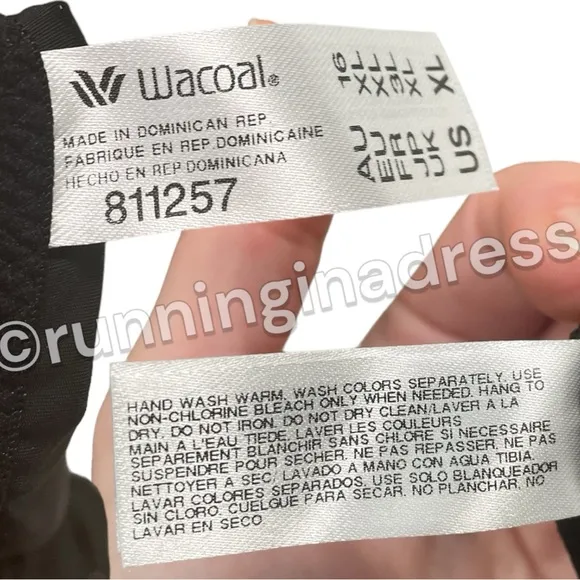 Wacoal®
MADE IN DOMINICAN REP.
FABRIQUE EN REP. DOMINICAINE
HECHO EN REP. DOMINICANA
811257
AU 16
EU XL
FR XL
UK XL
US XL
©runninginadress
HAND WASH WARM, WASH COLORS SEPARATELY, USE
NON-CHLORINE BLEACH ONLY WHEN NEEDED. HANG TO
DRY. DO NOT IRON. DO NOT DRY CLEAN/LAVER A LA
MAIN A L'EAU TIEDE, LAVER LES COULEURS
SEPAREMENT BLANCHIR SANS CHLORE SI NECESSAIRE
SUSPENDRE POUR SECHER. NE PAS REPASSER. NE PAS
NETTOYER A SEC. LAVADO A MANO CON AGUA TIBIA.
LAVAR COLORES SEPARADOS. USE SOLO BLANQUEADOR
SIN CLORO. CUELGUE PARA SECAR. NO PLANCHAR. NO
LAVAR EN SECO